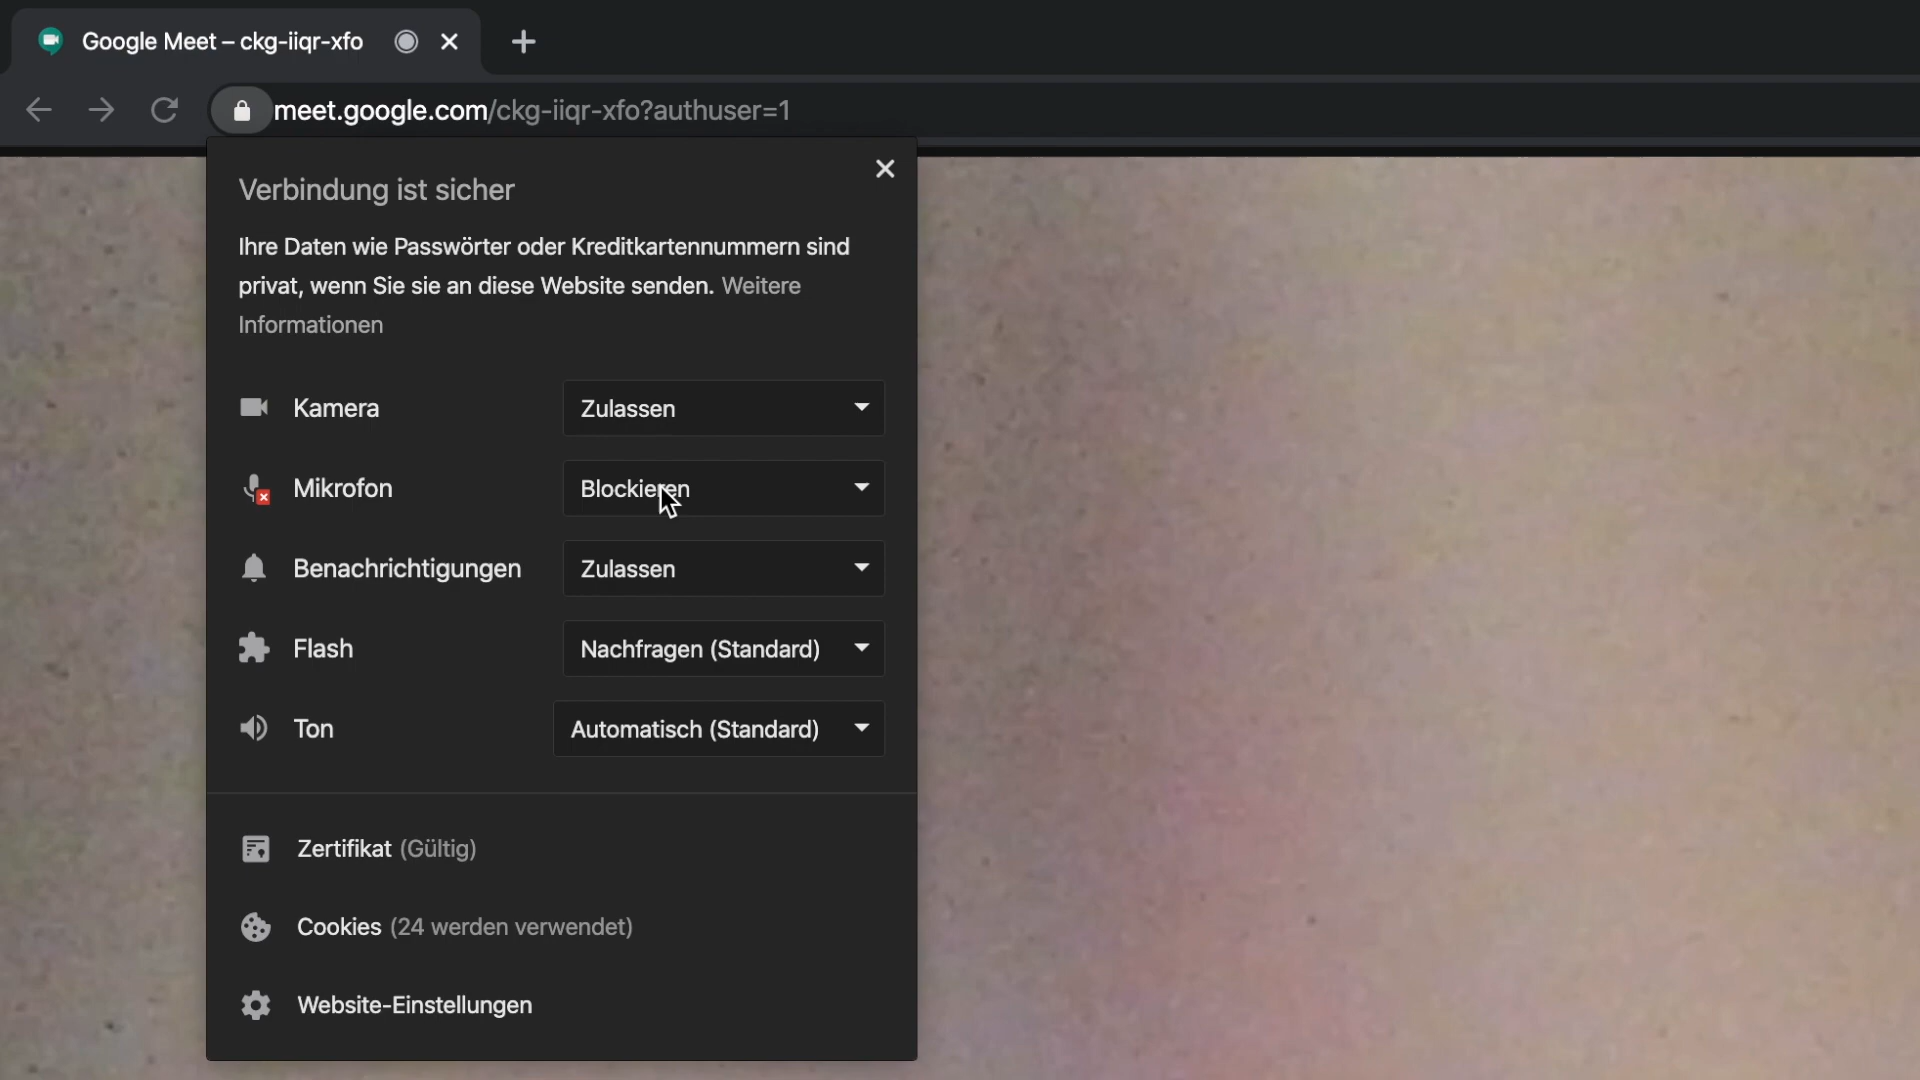 Google Meet – ckg-iiqr-xfo
meet.google.com/ckg-iiqr-xfo?authuser=1
Verbindung ist sicher
Ihre Daten wie Passwörter oder Kreditkartennummern sind
privat, wenn Sie sie an diese Website senden. Weitere
Informationen
Kamera Zulassen
Mikrofon Blockieren
Benachrichtigungen Zulassen
Flash Nachfragen (Standard)
Ton Automatisch (Standard)
Zertifikat (Gültig)
Cookies (24 werden verwendet)
Website-Einstellungen